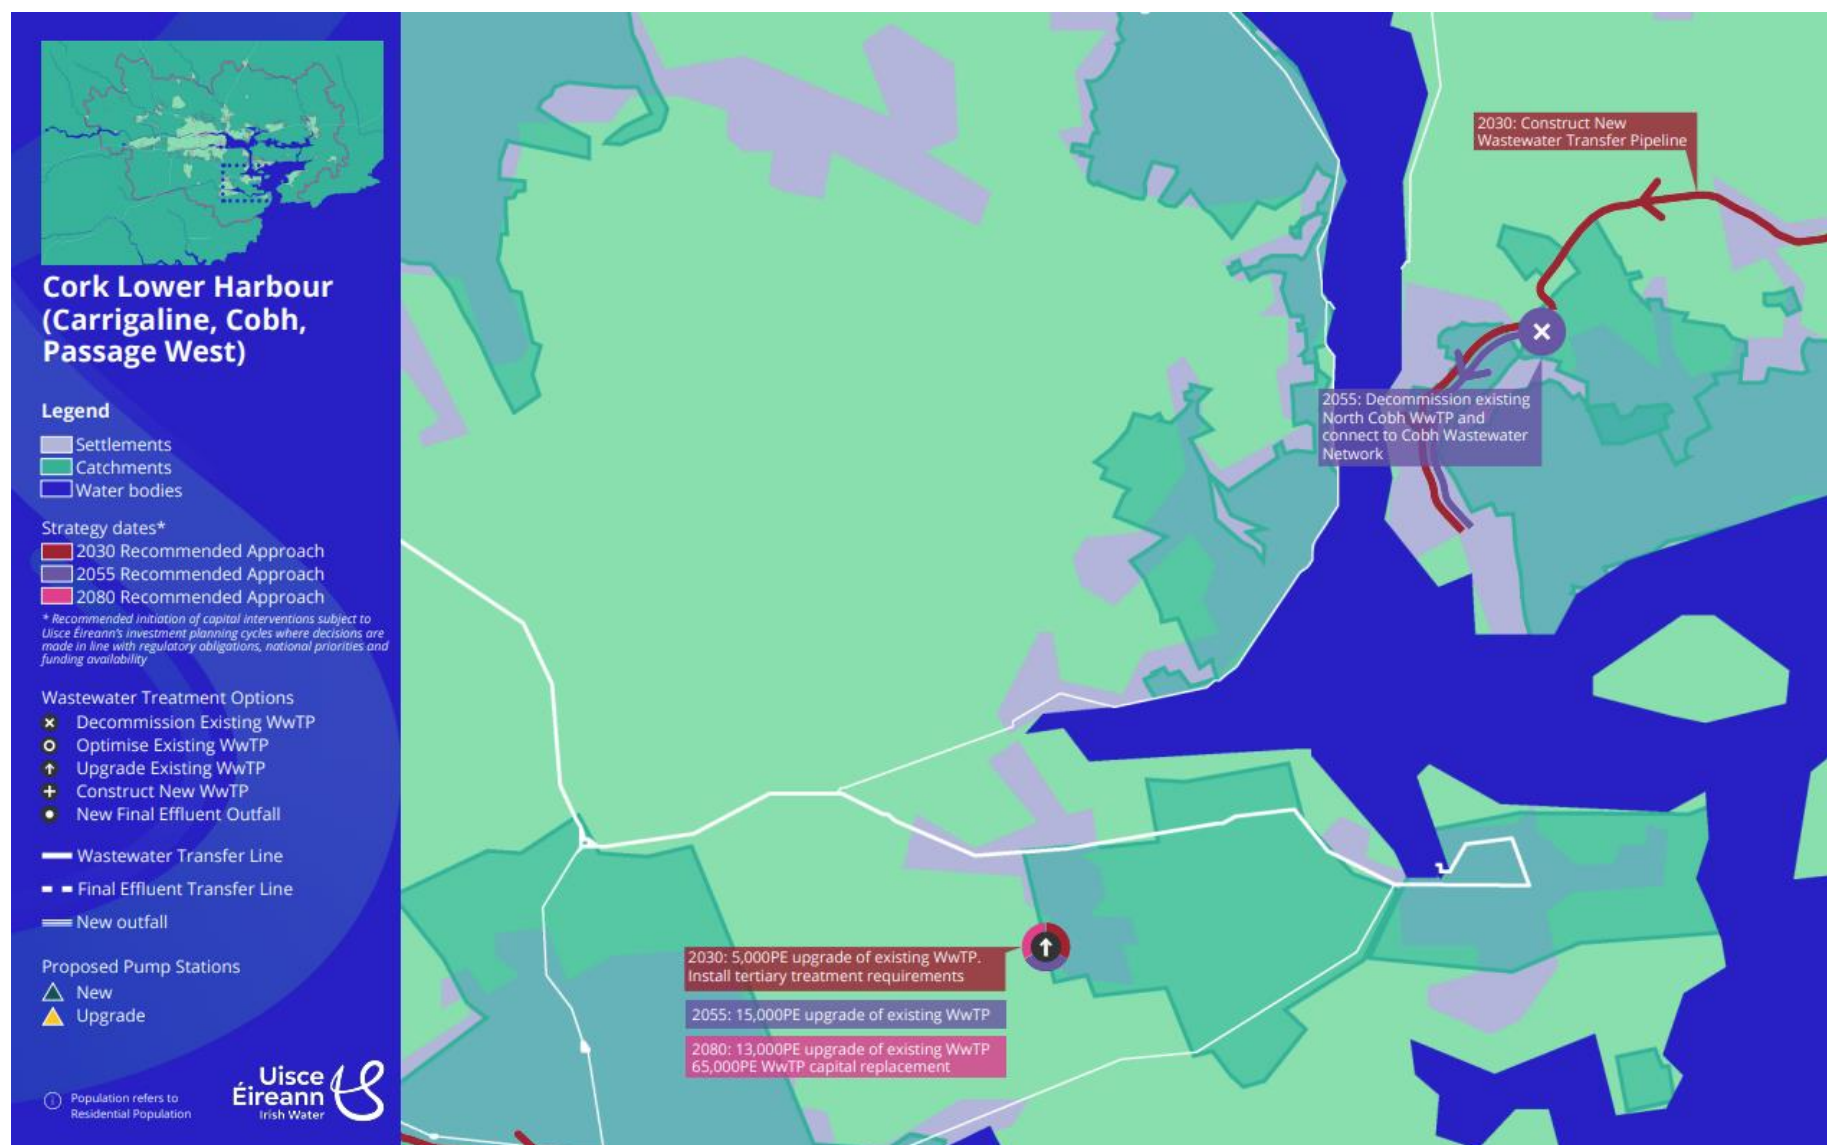 Cork Lower Harbour
(Carrigaline, Cobh,
Passage West)
Legend
Settlements
Catchments
Water bodies
Strategy dates*
2030 Recommended Approach
2055 Recommended Approach
2080 Recommended Approach
* Recommended initiation of capital interventions subject to
Uisce Éireann's investment planning cycles where decisions are
made in line with regulatory obligations, national priorities and
funding availability
Wastewater Treatment Options
Decommission Existing WwTP
Optimise Existing WwTP
Upgrade Existing WwTP
Construct New WwTP
New Final Effluent Outfall
Wastewater Transfer Line
Final Effluent Transfer Line
New outfall
Proposed Pump Stations
New
Upgrade
Population refers to
Residential Population
Uisce
Éireann
Irish Water
2030: Construct New
Wastewater Transfer Pipeline
2055: Decommission existing
North Cobh WwTP and
connect to Cobh Wastewater
Network
2030: 5,000PE upgrade of existing WwTP.
Install tertiary treatment requirements
2055: 15,000PE upgrade of existing WwTP
2080: 13,000PE upgrade of existing WwTP
65,000PE WwTP capital replacement